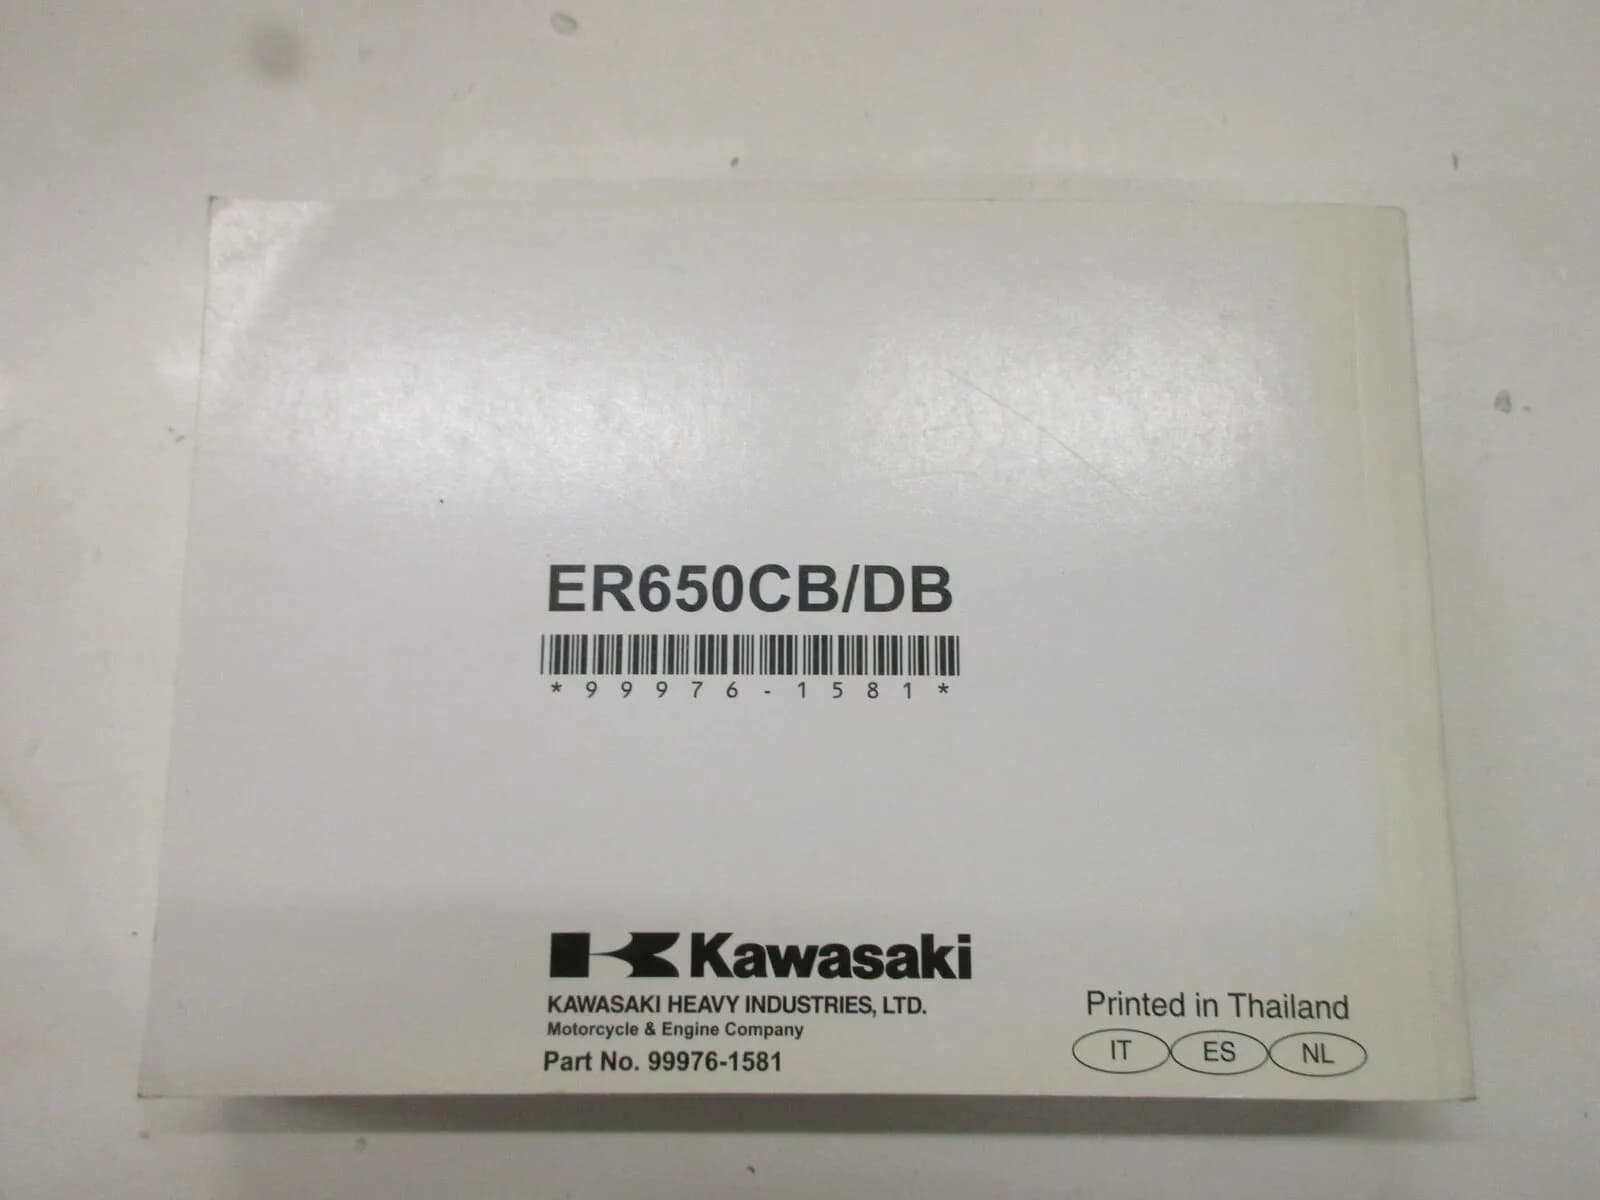 ER650CB/DB
*99976-1581*
Kawasaki
KAWASAKI HEAVY INDUSTRIES, LTD.
Motorcycle & Engine Company
Part No. 99976-1581
Printed in Thailand
IT ES NL